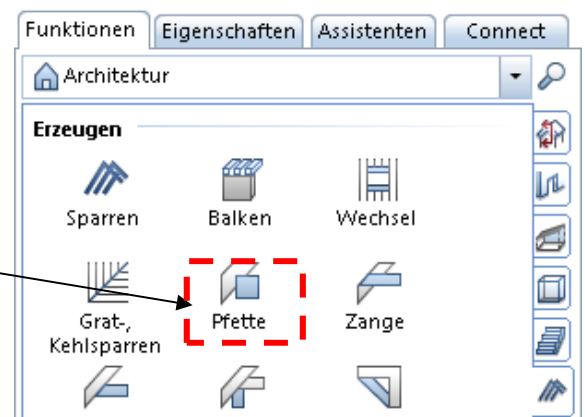 Funktionen Eigenschaften Assistenten Connect
Architektur
Erzeugen
Sparren Balken Wechsel
Grat-, Pfette Zange
Kehlsparren